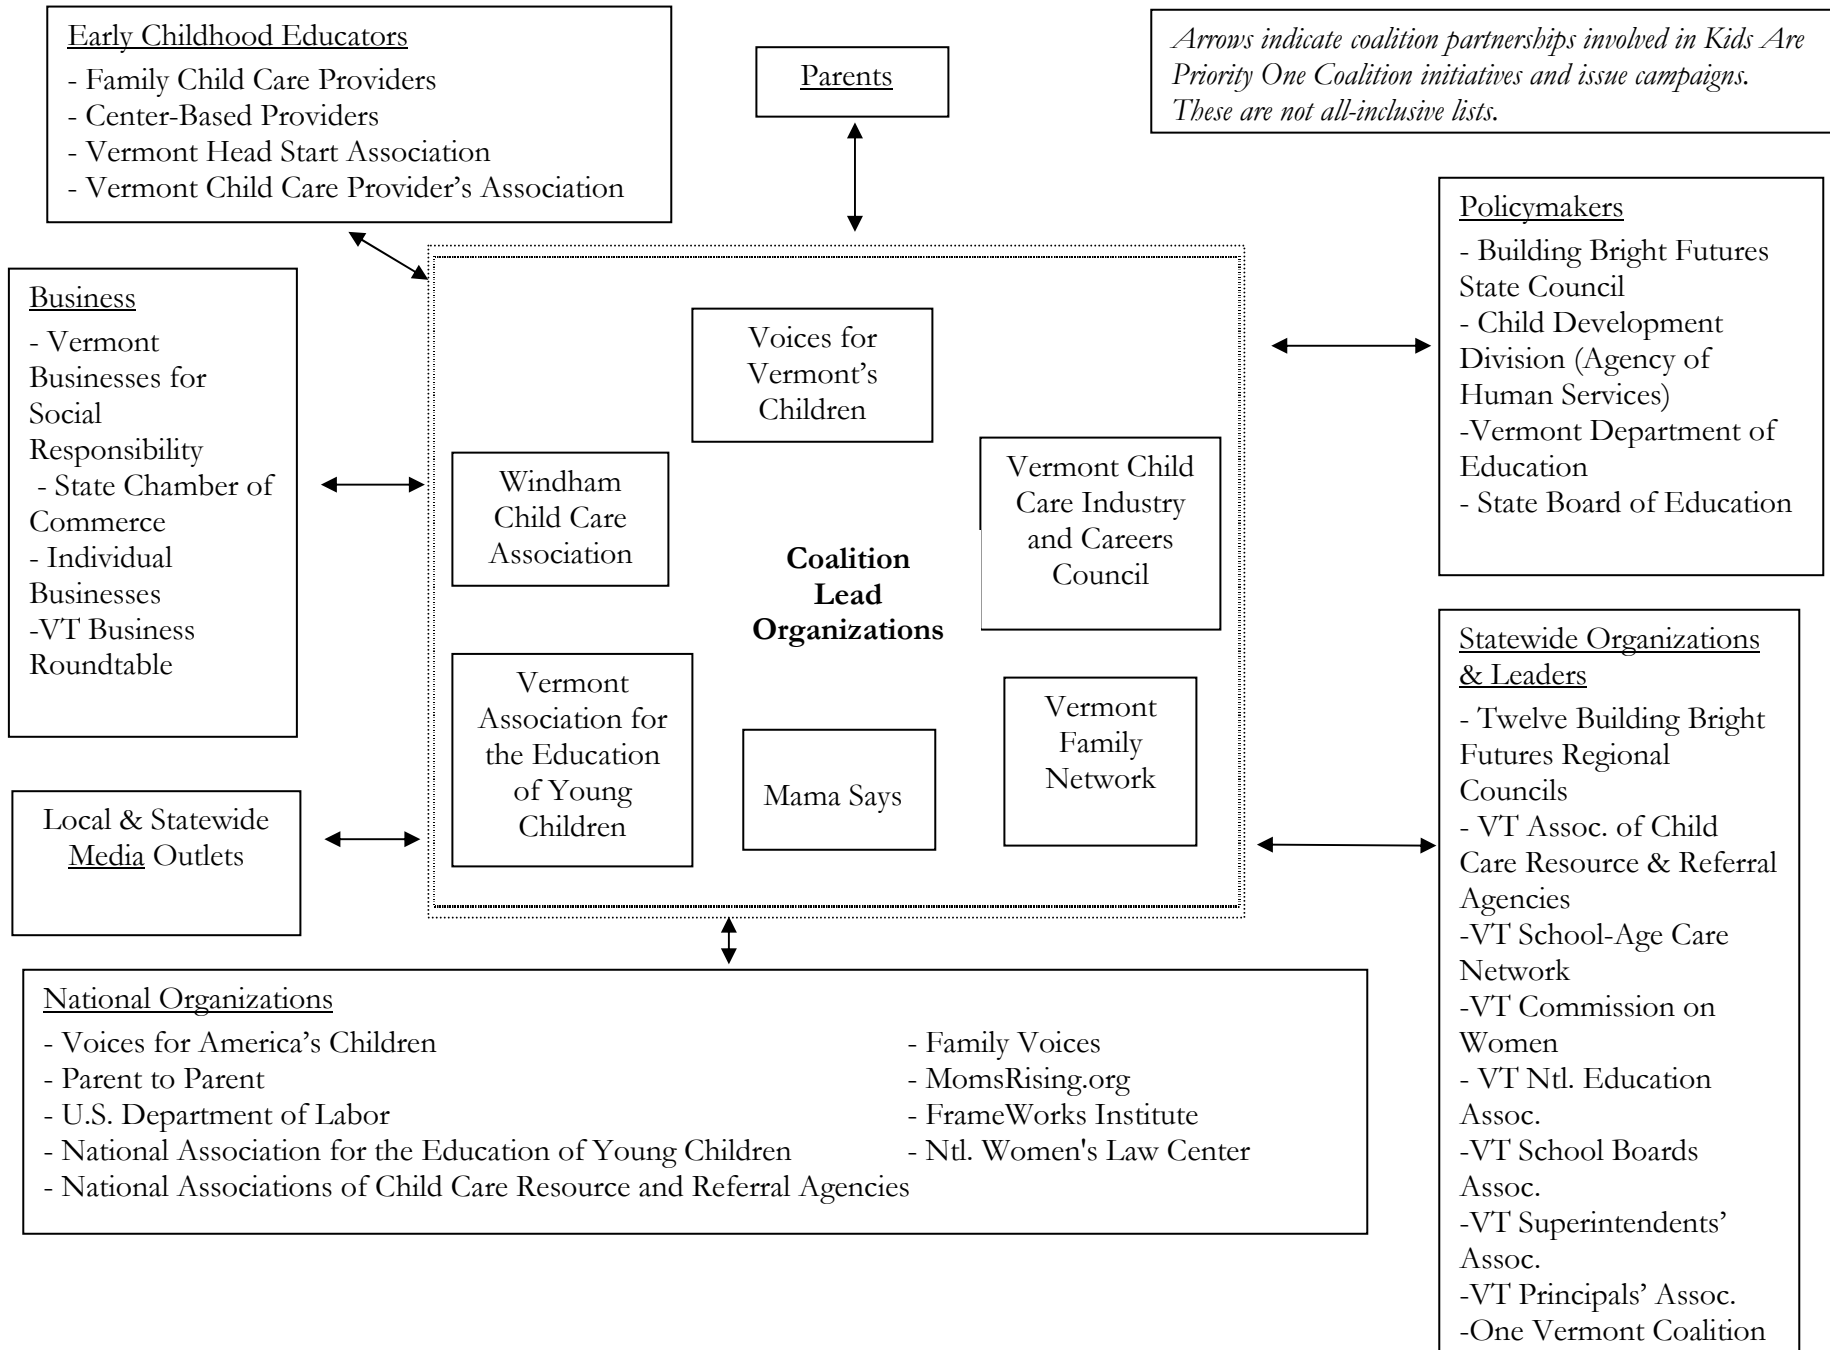 Early Childhood Educators
- Family Child Care Providers
- Center-Based Providers
- Vermont Head Start Association
- Vermont Child Care Provider’s Association
Parents
Arrows indicate coalition partnerships involved in Kids Are
Priority One Coalition initiatives and issue campaigns.
These are not all-inclusive lists.
Business
- Vermont
Businesses for
Social
Responsibility
- State Chamber of
Commerce
- Individual
Businesses
-VT Business
Roundtable
Local & Statewide
Media Outlets
Voices for
Vermont’s
Children
Windham
Child Care
Association
Coalition
Lead
Organizations
Vermont Child
Care Industry
and Careers
Council
Vermont
Association for
the Education
of Young
Children
Mama Says
Vermont
Family
Network
Policymakers
- Building Bright Futures
State Council
- Child Development
Division (Agency of
Human Services)
-Vermont Department of
Education
- State Board of Education
Statewide Organizations
& Leaders
- Twelve Building Bright
Futures Regional
Councils
- VT Assoc. of Child
Care Resource & Referral
Agencies
-VT School-Age Care
Network
-VT Commission on
Women
- VT Ntl. Education
Assoc.
-VT School Boards
Assoc.
-VT Superintendents’
Assoc.
-VT Principals’ Assoc.
-One Vermont Coalition
National Organizations
- Voices for America’s Children
- Parent to Parent
- U.S. Department of Labor
- National Association for the Education of Young Children
- National Associations of Child Care Resource and Referral Agencies
- Family Voices
- MomsRising.org
- FrameWorks Institute
- Ntl. Women's Law Center